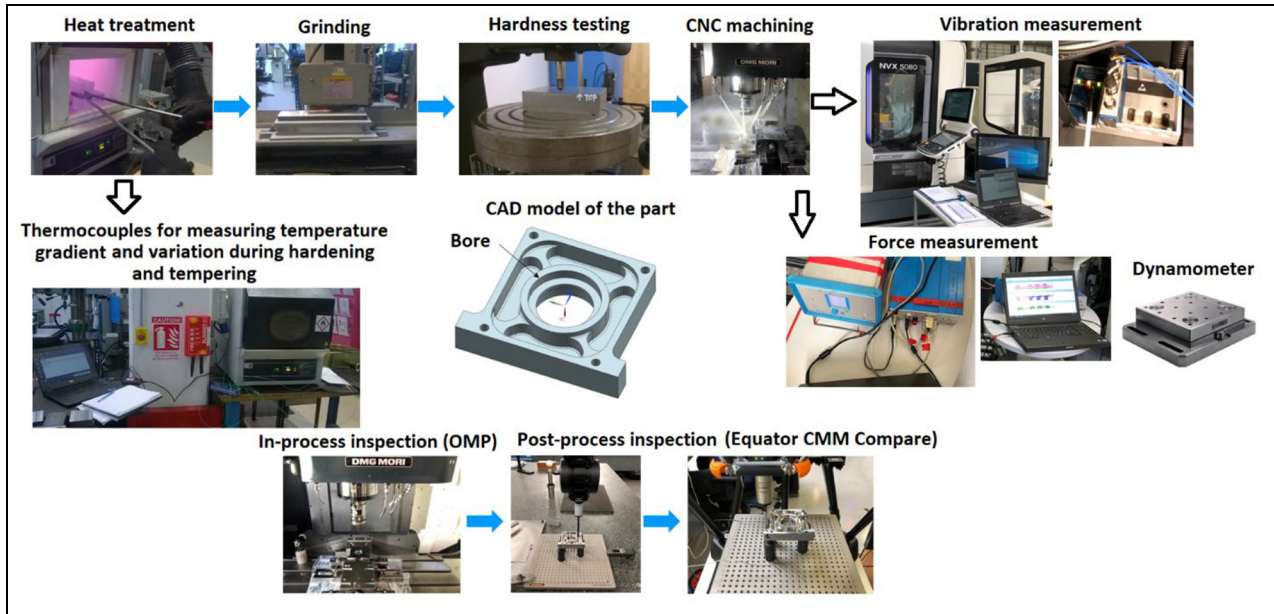 Heat treatment
Grinding
Hardness testing
CNC machining
Vibration measurement
DMG MORI
NVX 5080
↑TOP
Thermocouples for measuring temperature
gradient and variation during hardening
and tempering
CAUTION
FIRE
CAD model of the part
Bore
Force measurement
Dynamometer
In-process inspection (OMP)
Post-process inspection (Equator CMM Compare)
DMG MORI